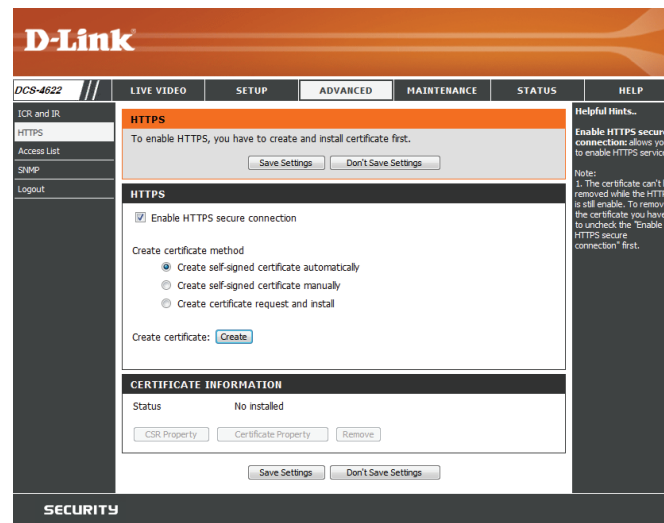 D-Link
DCS-4622 // LIVE VIDEO SETUP ADVANCED MAINTENANCE STATUS HELP
ICR and IR
HTTPS
Access List
SNMP
Logout
HTTPS
To enable HTTPS, you have to create and install certificate first.
Save Settings Don't Save Settings
HTTPS
Enable HTTPS secure connection
Create certificate method
Create self-signed certificate automatically
Create self-signed certificate manually
Create certificate request and install
Create certificate: Create
CERTIFICATE INFORMATION
Status No installed
CSR Property Certificate Property Remove
Save Settings Don't Save Settings
Helpful Hints..
Enable HTTPS secure
connection: allows yo
to enable HTTPS servic
Note:
1. The certificate can't
removed while the HTT
is still enable. To remov
the certificate you have
to uncheck the "Enable
HTTPS secure
connection" first.
SECURITY